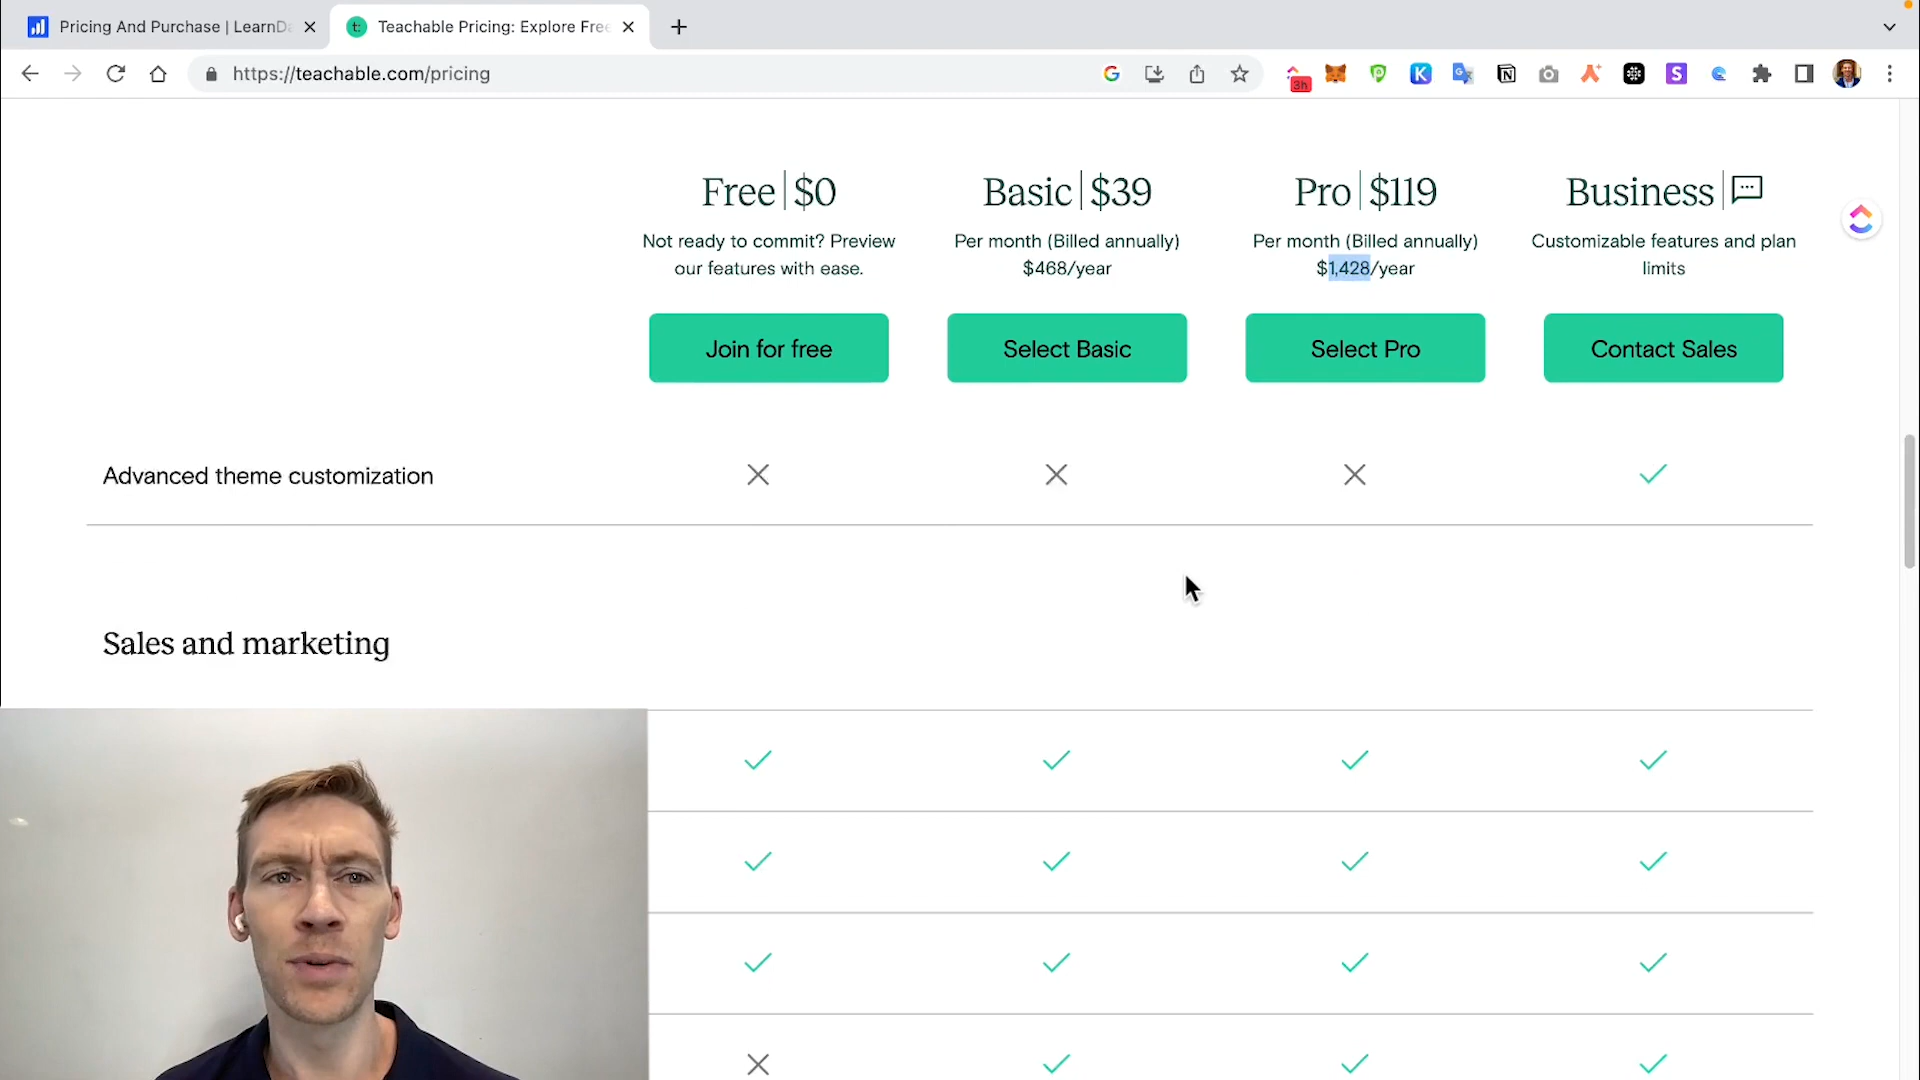 Pricing And Purchase | LearnDa
Teachable Pricing: Explore Free
https://teachable.com/pricing
3h
Free | $0
Not ready to commit? Preview
our features with ease.
Join for free
Basic | $39
Per month (Billed annually)
$468/year
Select Basic
Pro | $119
Per month (Billed annually)
$1,428/year
Select Pro
Business
Customizable features and plan
limits
Contact Sales
Advanced theme customization
Sales and marketing